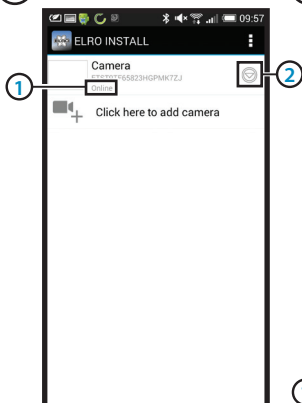 09:57
ELRO INSTALL
Camera
1
Online
2
Click here to add camera